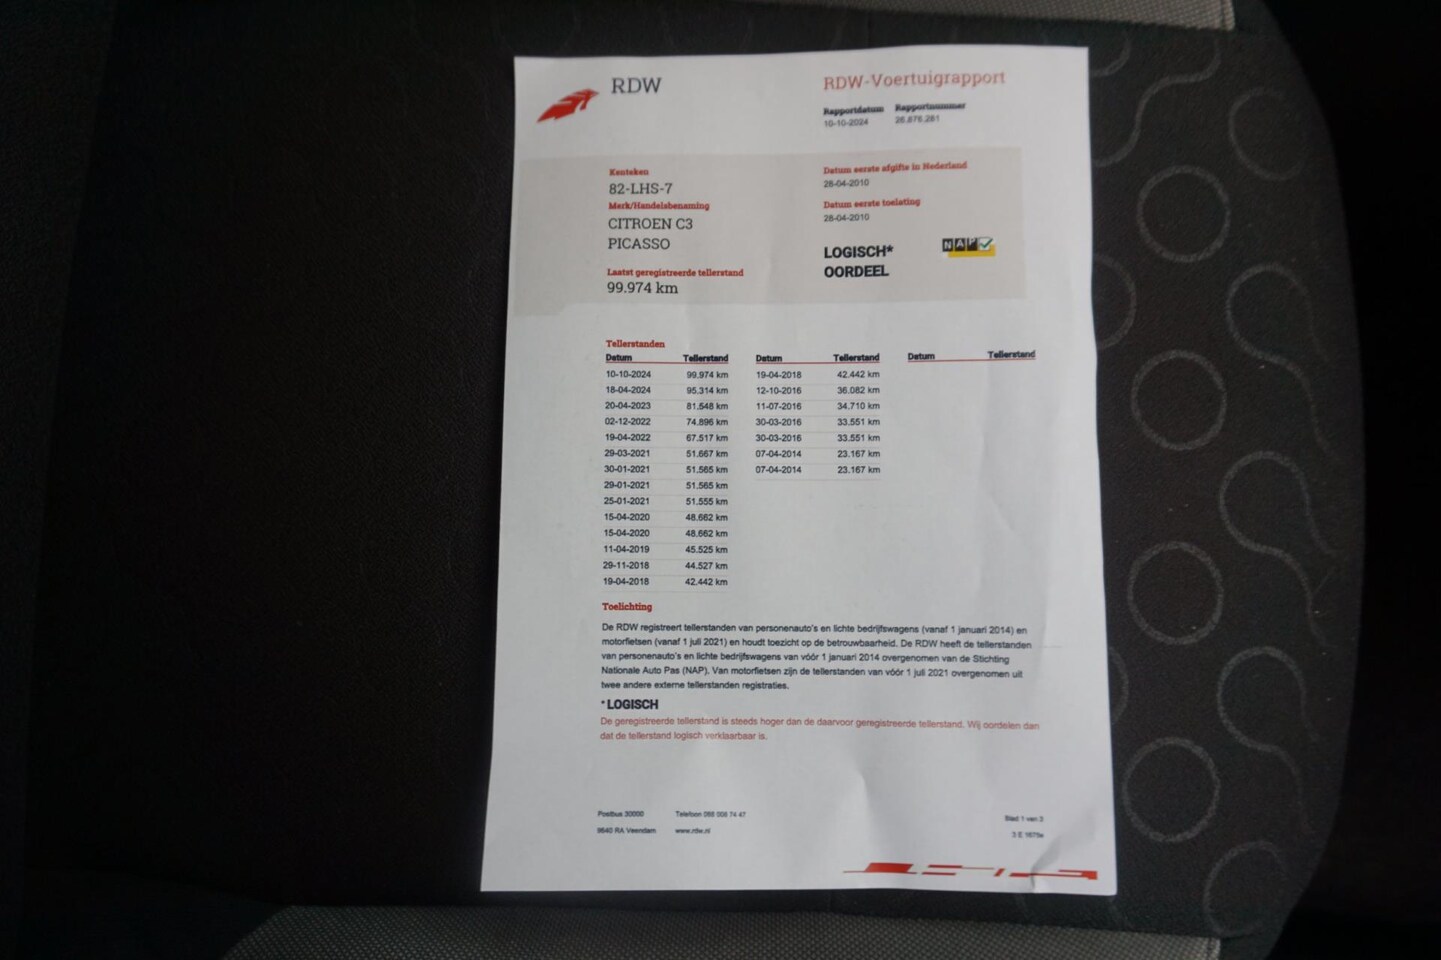 RDW
RDW-Voertuigrapport
Rapportdatum Rapportnummer
10-10-2024 26.876.281
Kenteken
82-LHS-7
Merk/Handelsbenaming
CITROEN C3
PICASSO
Laatst geregistreerde tellerstand
99.974 km
Datum eerste afgifte in Nederland
28-04-2010
Datum eerste toelating
28-04-2010
LOGISCH*
OORDEEL
NAP
Tellerstanden
Datum Tellerstand Datum Tellerstand Datum Tellerstand
10-10-2024 99.974 km 19-04-2018 42.442 km
18-04-2024 95.314 km 12-10-2016 36.082 km
20-04-2023 81.548 km 11-07-2016 34.710 km
02-12-2022 74.896 km 30-03-2016 33.551 km
19-04-2022 67.517 km 30-03-2016 33.551 km
29-03-2021 51.667 km 07-04-2014 23.167 km
30-01-2021 51.565 km 07-04-2014 23.167 km
29-01-2021 51.565 km
25-01-2021 51.555 km
15-04-2020 48.662 km
15-04-2020 48.662 km
11-04-2019 45.525 km
29-11-2018 44.527 km
19-04-2018 42.442 km
Toelichting
De RDW registreert tellerstanden van personenauto's en lichte bedrijfswagens (vanaf 1 januari 2014) en
motorfietsen (vanaf 1 juli 2021) en houdt toezicht op de betrouwbaarheid. De RDW heeft de tellerstanden
van personenauto's en lichte bedrijfswagens van vóór 1 januari 2014 overgenomen van de Stichting
Nationale Auto Pas (NAP). Van motorfietsen zijn de tellerstanden van vóór 1 juli 2021 overgenomen uit
twee andere externe tellerstanden registraties.
*LOGISCH
De geregistreerde tellerstand is steeds hoger dan de daarvoor geregistreerde tellerstand. Wij oordelen dan
dat de tellerstand logisch verklaarbaar is.
Postbus 30000 Telefoon 088 008 74 47
9640 RA Veendam www.rdw.nl
Blad 1 van 3
3 E 1675e